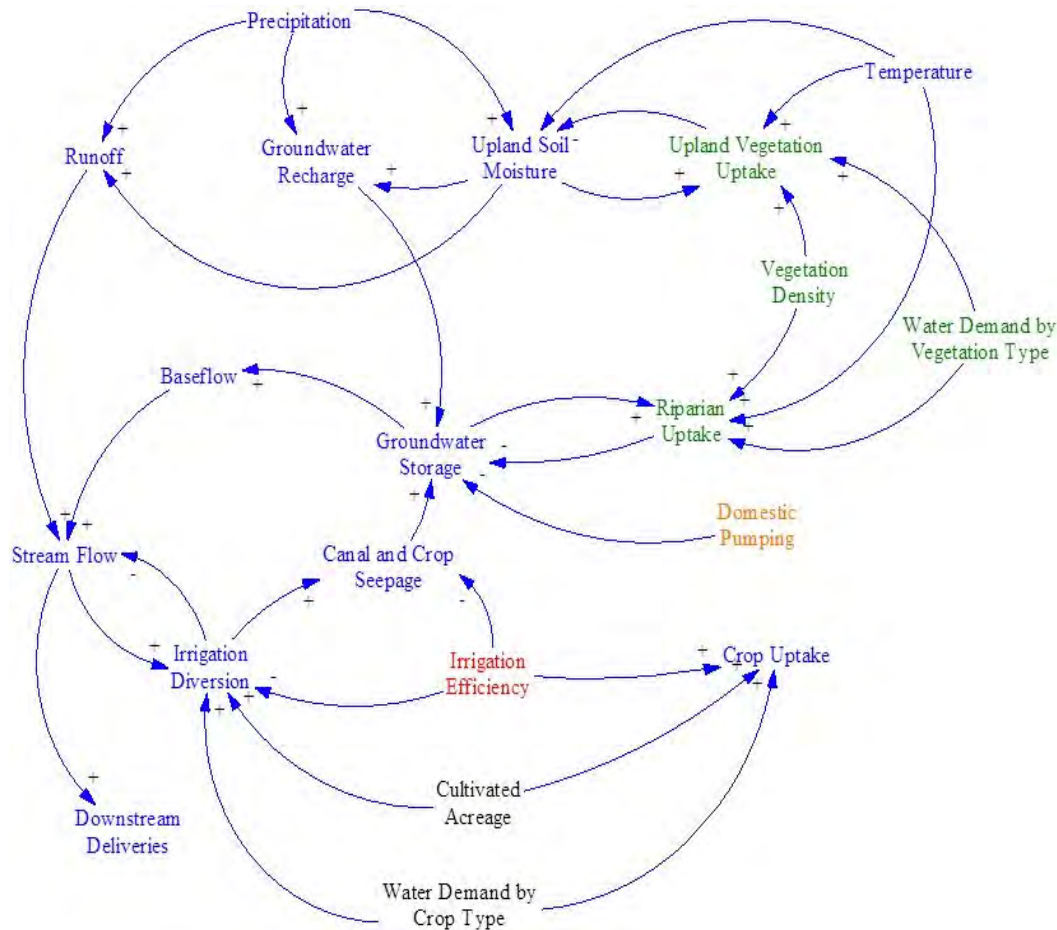 Precipitation
Temperature
Runoff
Groundwater
Recharge
Upland Soil
Moisture
Upland Vegetation
Uptake
Vegetation
Density
Water Demand by
Vegetation Type
Baseflow
Riparian
Uptake
Groundwater
Storage
Domestic
Pumping
Stream Flow
Canal and Crop
Seepage
Irrigation
Diversion
Irrigation
Efficiency
Crop Uptake
Cultivated
Acreage
Downstream
Deliveries
Water Demand by
Crop Type